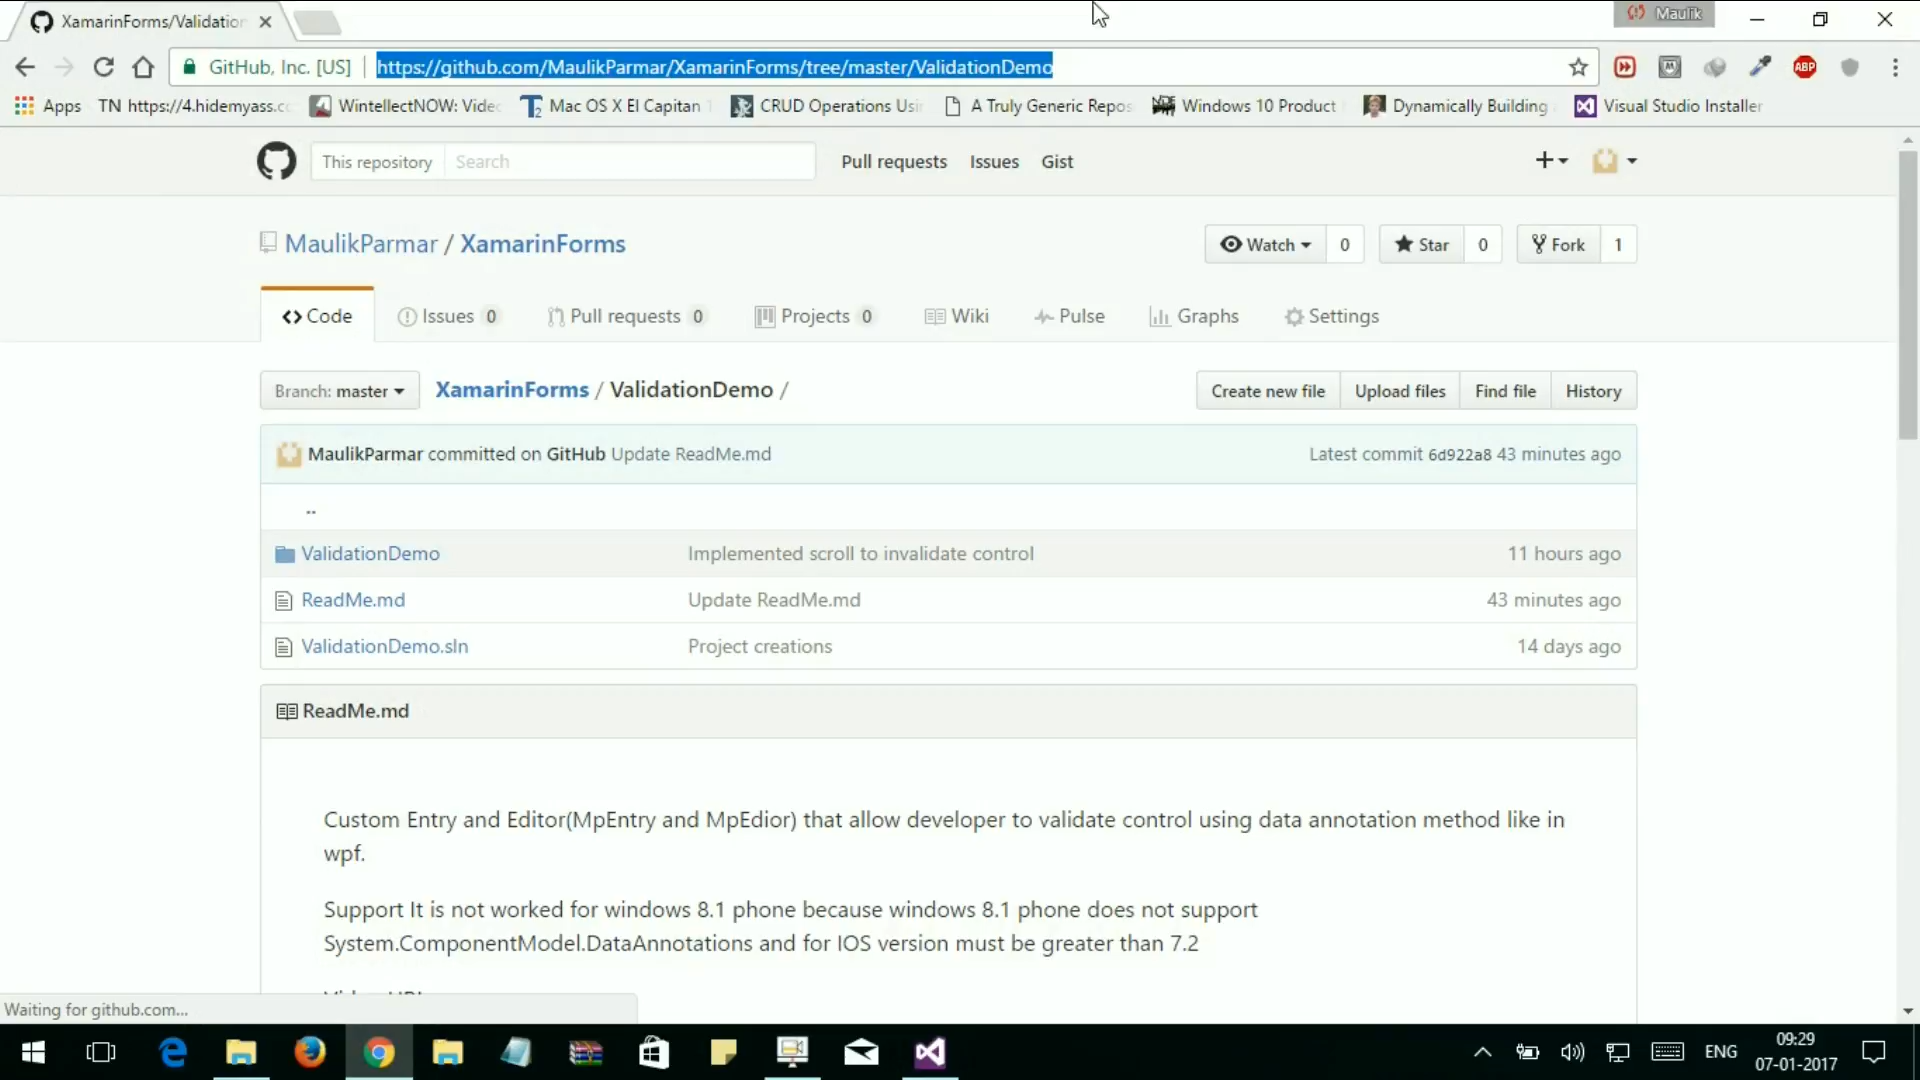 XamarinForms/Validation
Maulik
GitHub, Inc. [US] https://github.com/MaulikParmar/XamarinForms/tree/master/ValidationDemo
ABP
Apps TN https://4.hidemyass.c WintellectNOW: Vide Mac OS X El Capitan CRUD Operations Usi A Truly Generic Repos Windows 10 Product Dynamically Building Visual Studio Installer
This repository Search Pull requests Issues Gist
MaulikParmar / XamarinForms Watch 0 Star 0 Fork 1
Code Issues 0 Pull requests 0 Projects 0 Wiki Pulse Graphs Settings
Branch: master XamarinForms / ValidationDemo / Create new file Upload files Find file History
MaulikParmar committed on GitHub Update ReadMe.md Latest commit 6d922a8 43 minutes ago
..
ValidationDemo Implemented scroll to invalidate control 11 hours ago
ReadMe.md Update ReadMe.md 43 minutes ago
ValidationDemo.sln Project creations 14 days ago
ReadMe.md
Custom Entry and Editor(MpEntry and MpEdior) that allow developer to validate control using data annotation method like in
wpf.
Support It is not worked for windows 8.1 phone because windows 8.1 phone does not support
System.ComponentModel.DataAnnotations and for IOS version must be greater than 7.2
Waiting for github.com...
ENG 09:29
07-01-2017